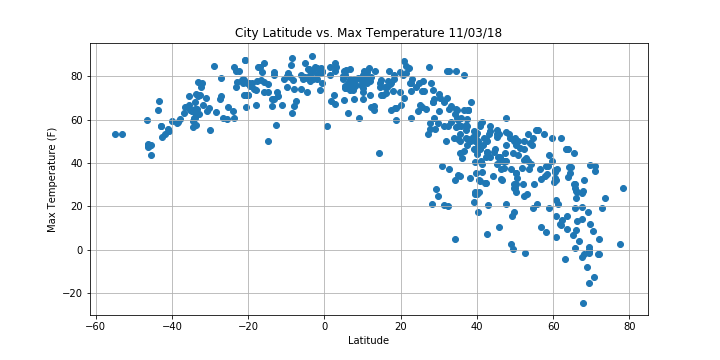 City Latitude vs. Max Temperature 11/03/18
80
60
40
20
0
−20
Max Temperature (F)
−60 −40 −20 0 20 40 60 80
Latitude